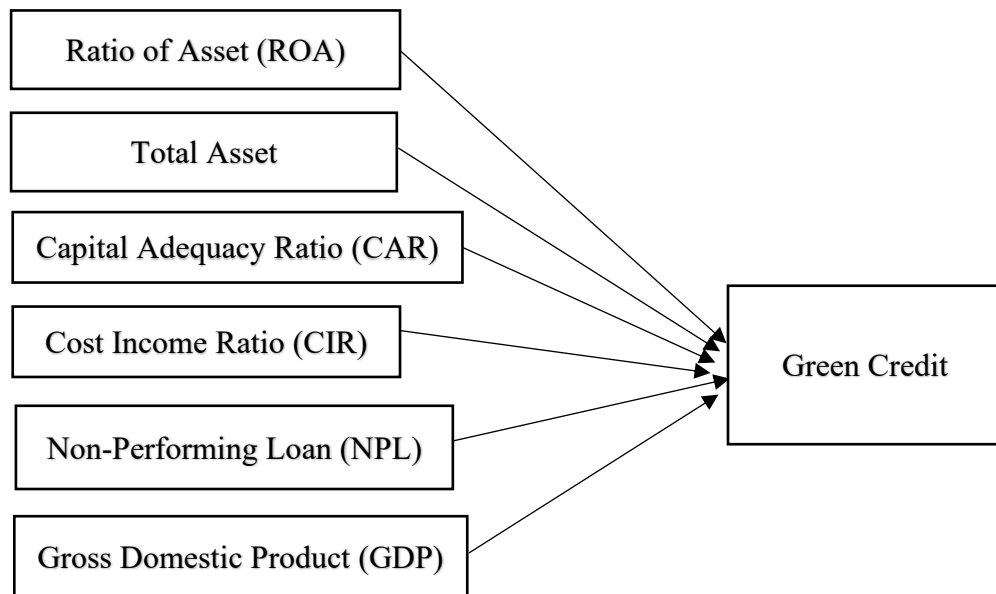 Ratio of Asset (ROA)
Total Asset
Capital Adequacy Ratio (CAR)
Cost Income Ratio (CIR)
Green Credit
Non-Performing Loan (NPL)
Gross Domestic Product (GDP)